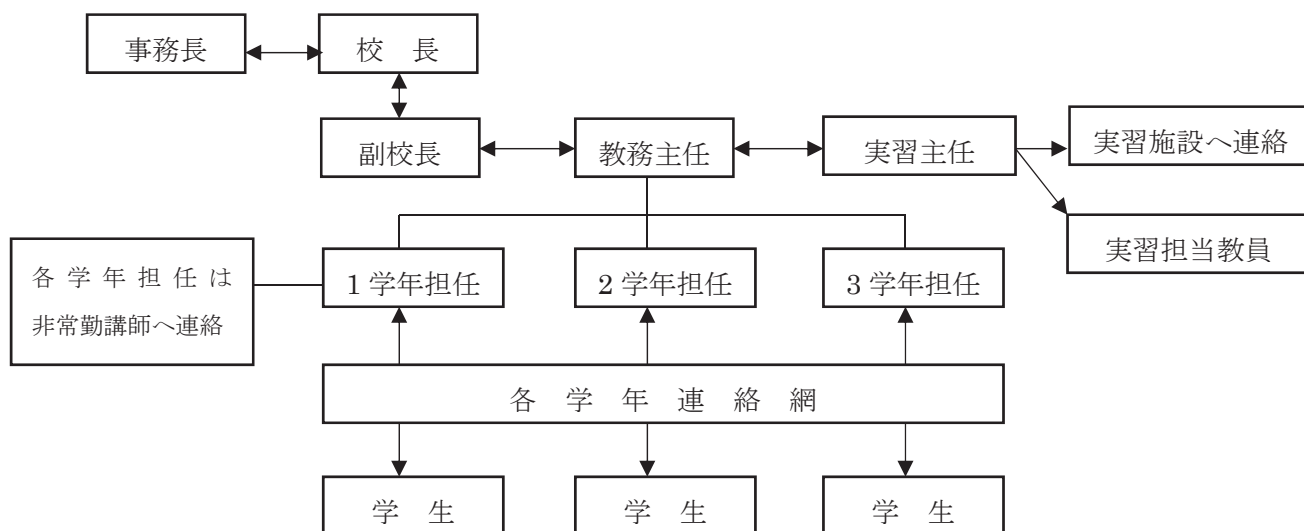 事務長
校 長
副校長
教務主任
実習主任
実習施設へ連絡
実習担当教員
各学年担任は
非常勤講師へ連絡
1 学年担任
2 学年担任
3 学年担任
各 学 年 連 絡 網
学 生
学 生
学 生